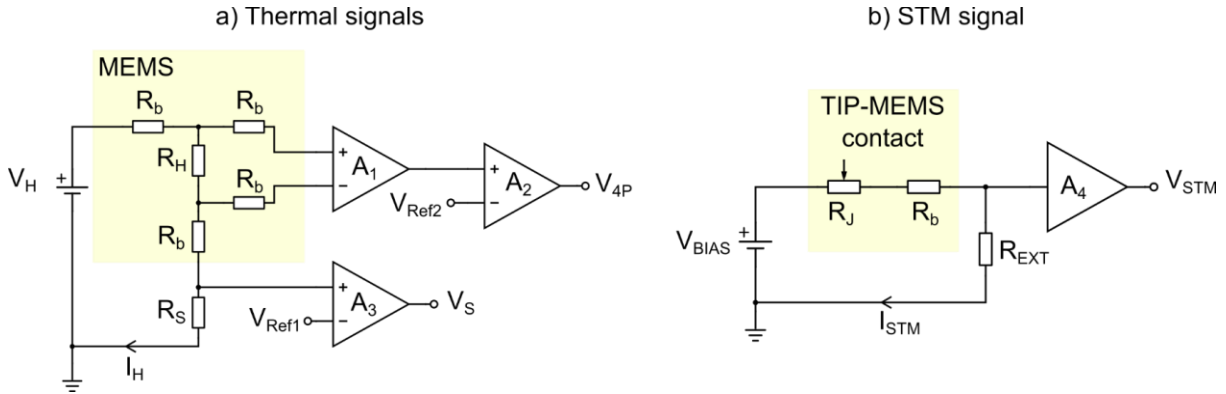 a) Thermal signals
b) STM signal
MEMS
R_b
R_b
R_H
R_b
R_b
V_H
+
+
−
A_1
+
−
A_2
V_4P
V_Ref2
R_S
+
−
A_3
V_S
V_Ref1
I_H
TIP-MEMS
contact
R_J
R_b
A_4
V_STM
V_BIAS
+
R_EXT
I_STM